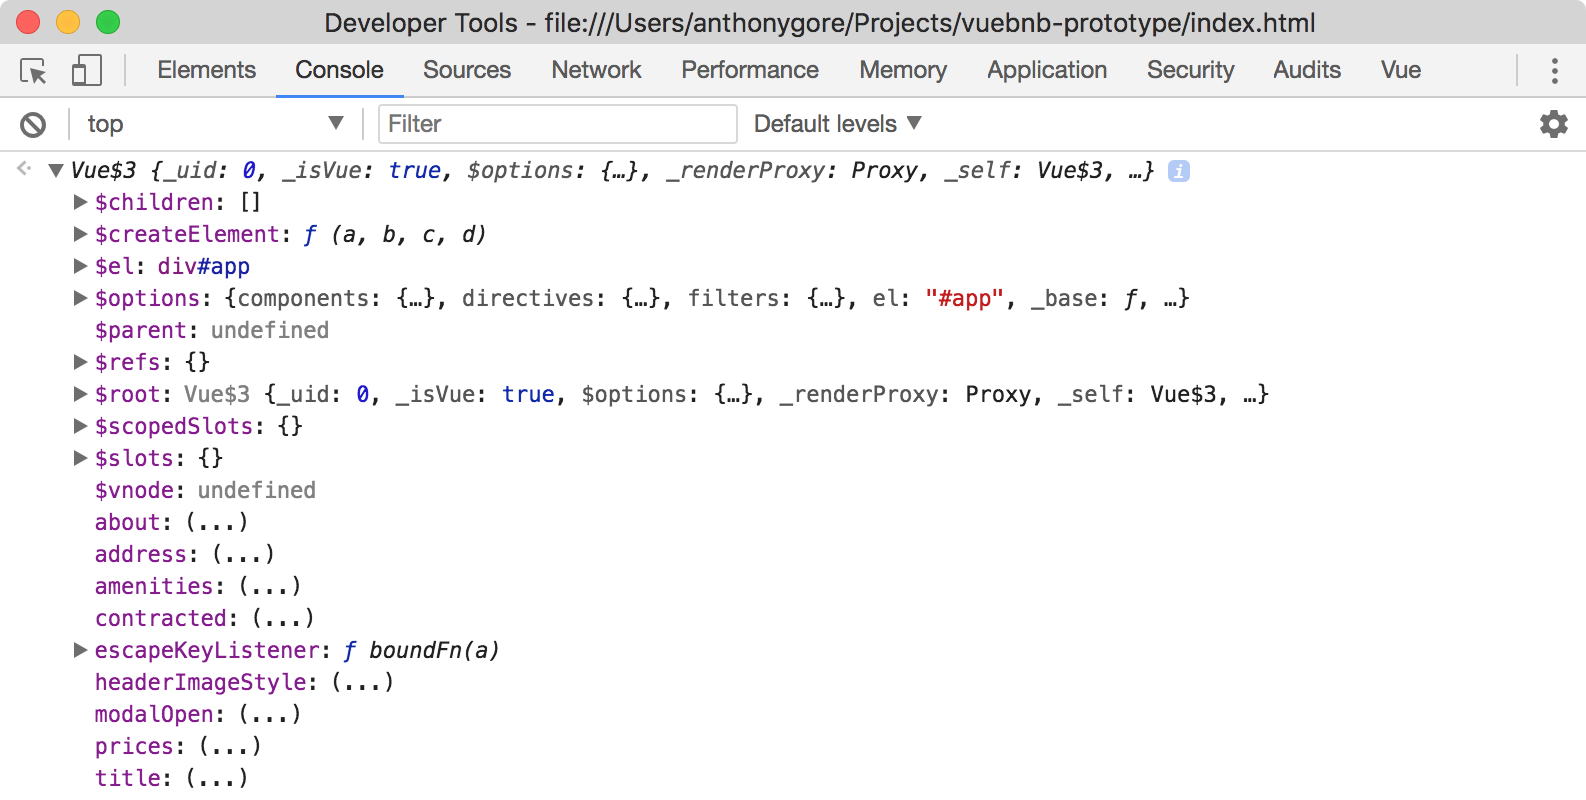 Developer Tools - file:///Users/anthonygore/Projects/vuebnb-prototype/index.html
Elements Console Sources Network Performance Memory Application Security Audits Vue
top ▼ Filter Default levels ▼
▼Vue$3 {_uid: 0, _isVue: true, $options: {…}, _renderProxy: Proxy, _self: Vue$3, …} i
▶$children: []
▶$createElement: ƒ (a, b, c, d)
▶$el: div#app
▶$options: {components: {…}, directives: {…}, filters: {…}, el: "#app", _base: ƒ, …}
$parent: undefined
▶$refs: {}
▶$root: Vue$3 {_uid: 0, _isVue: true, $options: {…}, _renderProxy: Proxy, _self: Vue$3, …}
▶$scopedSlots: {}
▶$slots: {}
$vnode: undefined
about: (...)
address: (...)
amenities: (...)
contracted: (...)
▶escapeKeyListener: ƒ boundFn(a)
headerImageStyle: (...)
modalOpen: (...)
prices: (...)
title: (...)